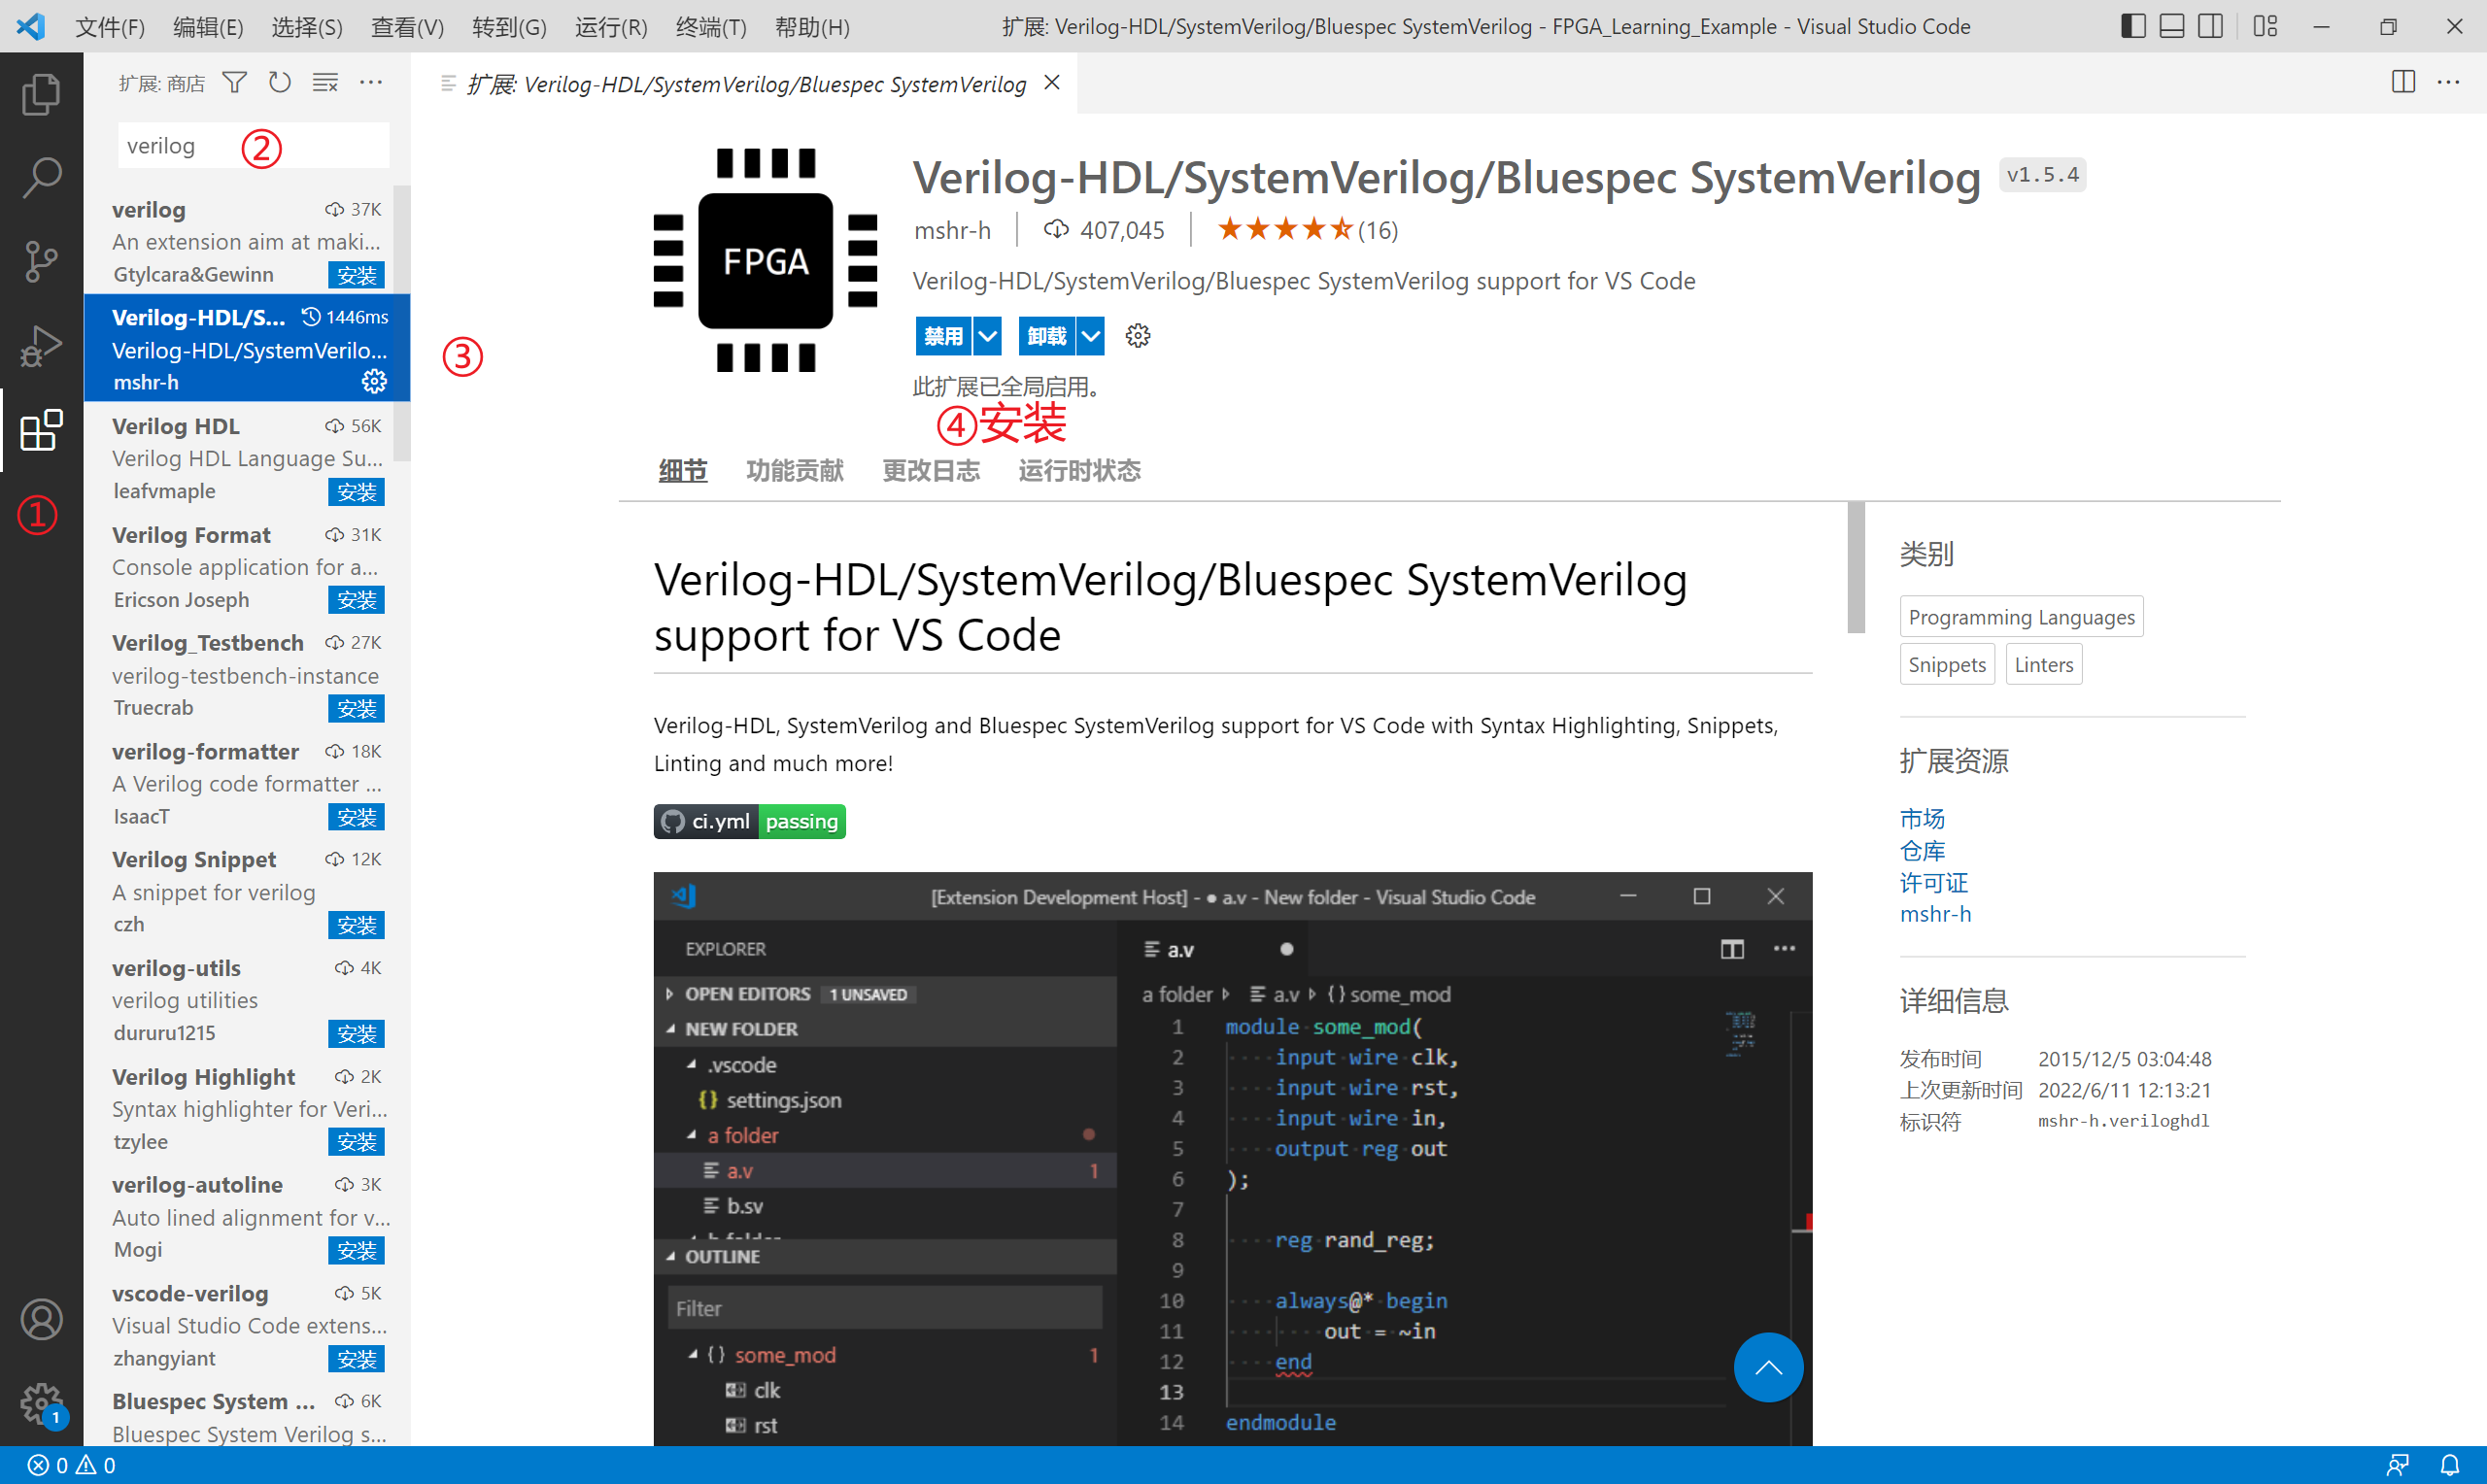 文件(F) 编辑(E) 选择(S) 查看(V) 转到(G) 运行(R) 终端(T) 帮助(H) 扩展: Verilog-HDL/SystemVerilog/Bluespec SystemVerilog - FPGA_Learning_Example - Visual Studio Code
扩展: 商店
verilog ②
verilog 37K
An extension aim at maki...
Gtylcara&Gewinn 安装
Verilog-HDL/S... 1446ms
Verilog-HDL/SystemVerilo...
mshr-h
③
Verilog HDL 56K
Verilog HDL Language Su...
leafvmaple 安装
①
Verilog Format 31K
Console application for a...
Ericson Joseph 安装
Verilog_Testbench 27K
verilog-testbench-instance
Truecrab 安装
verilog-formatter 18K
A Verilog code formatter ...
IsaacT 安装
Verilog Snippet 12K
A snippet for verilog
czh 安装
verilog-utils 4K
verilog utilities
dururu1215 安装
Verilog Highlight 2K
Syntax highlighter for Veri...
tzylee 安装
verilog-autoline 3K
Auto lined alignment for v...
Mogi 安装
vscode-verilog 5K
Visual Studio Code extens...
zhangyiant 安装
Bluespec System ... 6K
Bluespec System Verilog s...
1
扩展: Verilog-HDL/SystemVerilog/Bluespec SystemVerilog
FPGA
Verilog-HDL/SystemVerilog/Bluespec SystemVerilog v1.5.4
mshr-h 407,045 (16)
Verilog-HDL/SystemVerilog/Bluespec SystemVerilog support for VS Code
禁用 卸载
此扩展已全局启用。
④安装
细节 功能贡献 更改日志 运行时状态
Verilog-HDL/SystemVerilog/Bluespec SystemVerilog
support for VS Code
Verilog-HDL, SystemVerilog and Bluespec SystemVerilog support for VS Code with Syntax Highlighting, Snippets,
Linting and much more!
ci.yml passing
[Extension Development Host] - ● a.v - New folder - Visual Studio Code
EXPLORER
OPEN EDITORS 1 UNSAVED
NEW FOLDER
.vscode
{} settings.json
a folder
a.v 1
b.sv
OUTLINE
Filter
{} some_mod 1
clk
rst
a.v
a folder a.v {} some_mod
1 module some_mod(
2 input wire clk,
3 input wire rst,
4 input wire in,
5 output reg out
6 );
7
8 reg rand_reg;
9
10 always@* begin
11 out = ~in
12 end
13
14 endmodule
类别
Programming Languages
Snippets Linters
扩展资源
市场
仓库
许可证
mshr-h
详细信息
发布时间 2015/12/5 03:04:48
上次更新时间 2022/6/11 12:13:21
标识符 mshr-h.veriloghdl
0 0